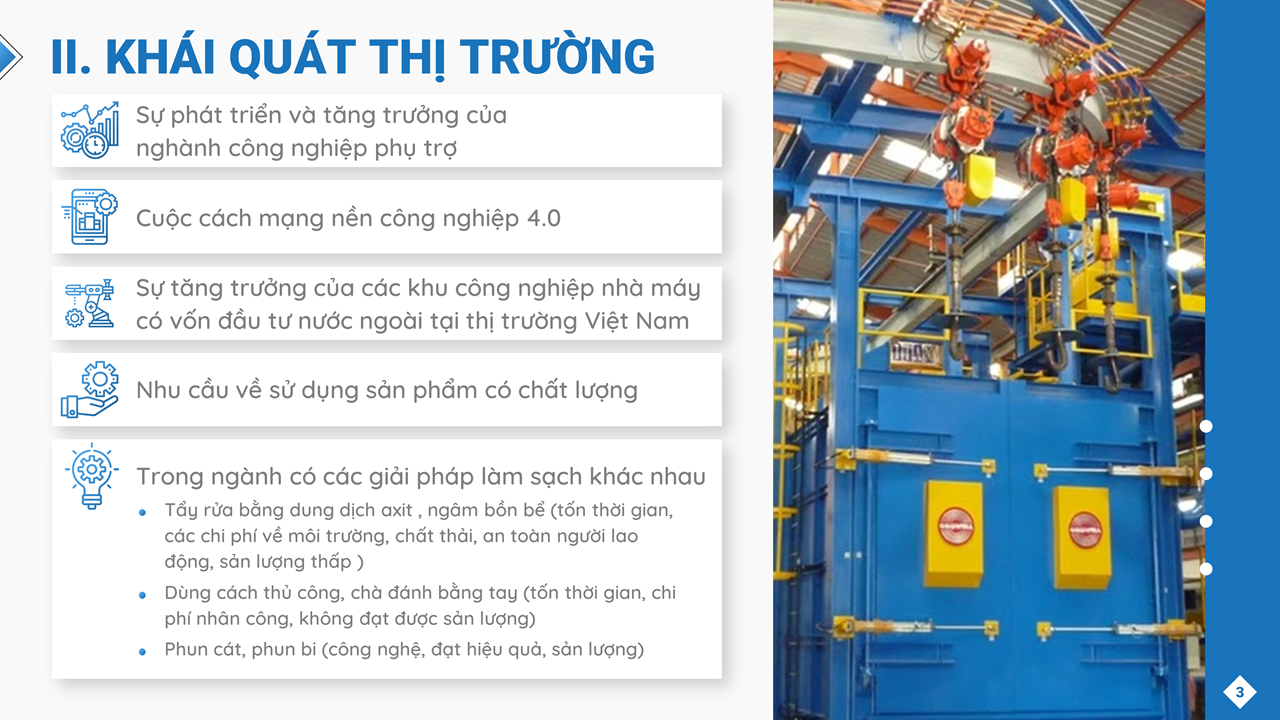 II. KHÁI QUÁT THỊ TRƯỜNG
Sự phát triển và tăng trưởng của
nghành công nghiệp phụ trợ
Cuộc cách mạng nền công nghiệp 4.0
Sự tăng trưởng của các khu công nghiệp nhà máy
có vốn đầu tư nước ngoài tại thị trường Việt Nam
Nhu cầu về sử dụng sản phẩm có chất lượng
Trong ngành có các giải pháp làm sạch khác nhau
Tẩy rửa bằng dung dịch axit , ngâm bồn bể (tốn thời gian,
các chi phí về môi trường, chất thải, an toàn người lao
động, sản lượng thấp )
Dùng cách thủ công, chà đánh bằng tay (tốn thời gian, chi
phí nhân công, không đạt được sản lượng)
Phun cát, phun bi (công nghệ, đạt hiệu quả, sản lượng)
3